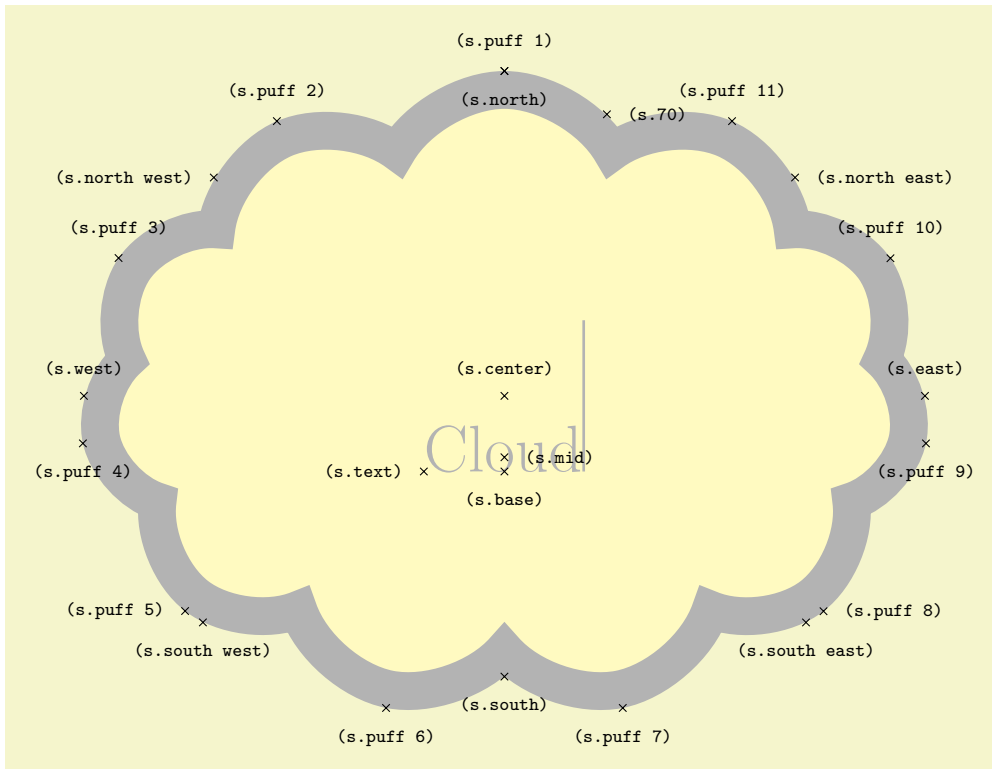 (s.puff 1)
(s.puff 2)
(s.puff 11)
(s.north)
(s.70)
(s.north west)
(s.north east)
(s.puff 3)
(s.puff 10)
(s.west)
(s.center)
(s.east)
Cloud
(s.mid)
(s.puff 4)
(s.text)
(s.puff 9)
(s.base)
(s.puff 5)
(s.puff 8)
(s.south west)
(s.south east)
(s.south)
(s.puff 6)
(s.puff 7)